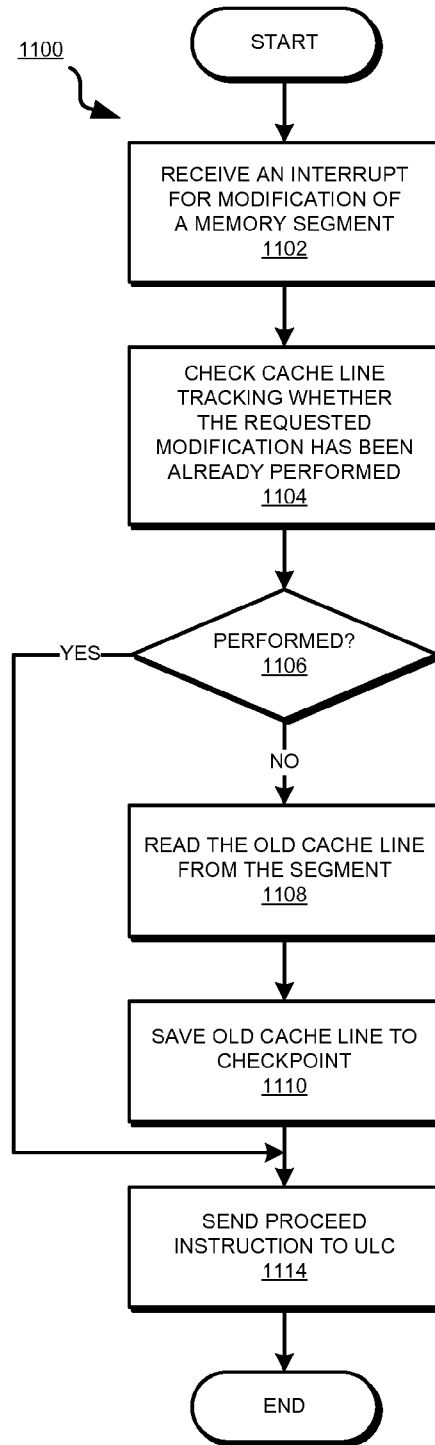 START
1100
RECEIVE AN INTERRUPT
FOR MODIFICATION OF
A MEMORY SEGMENT
1102
CHECK CACHE LINE
TRACKING WHETHER
THE REQUESTED
MODIFICATION HAS BEEN
ALREADY PERFORMED
1104
PERFORMED?
1106
YES
NO
READ THE OLD CACHE LINE
FROM THE SEGMENT
1108
SAVE OLD CACHE LINE TO
CHECKPOINT
1110
SEND PROCEED
INSTRUCTION TO ULC
1114
END